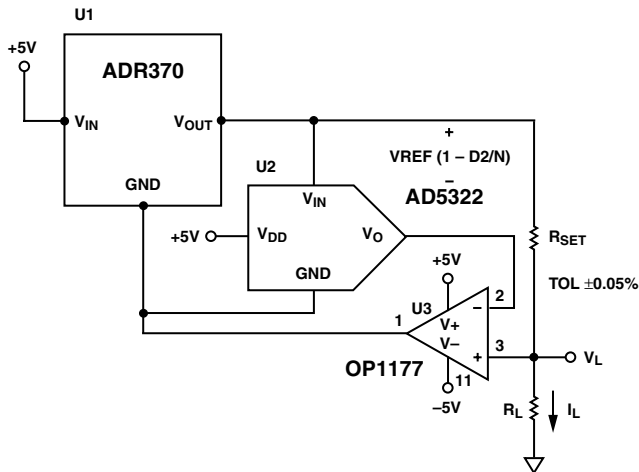 U1
+5V
ADR370
VIN
VOUT
GND
U2
+
VREF (1 – D2/N)
–
AD5322
VIN
+5V
VDD
VO
GND
RSET
TOL ±0.05%
+5V
U3
2
–
1
V+
V–
3
+
VL
OP1177
11
–5V
RL
IL